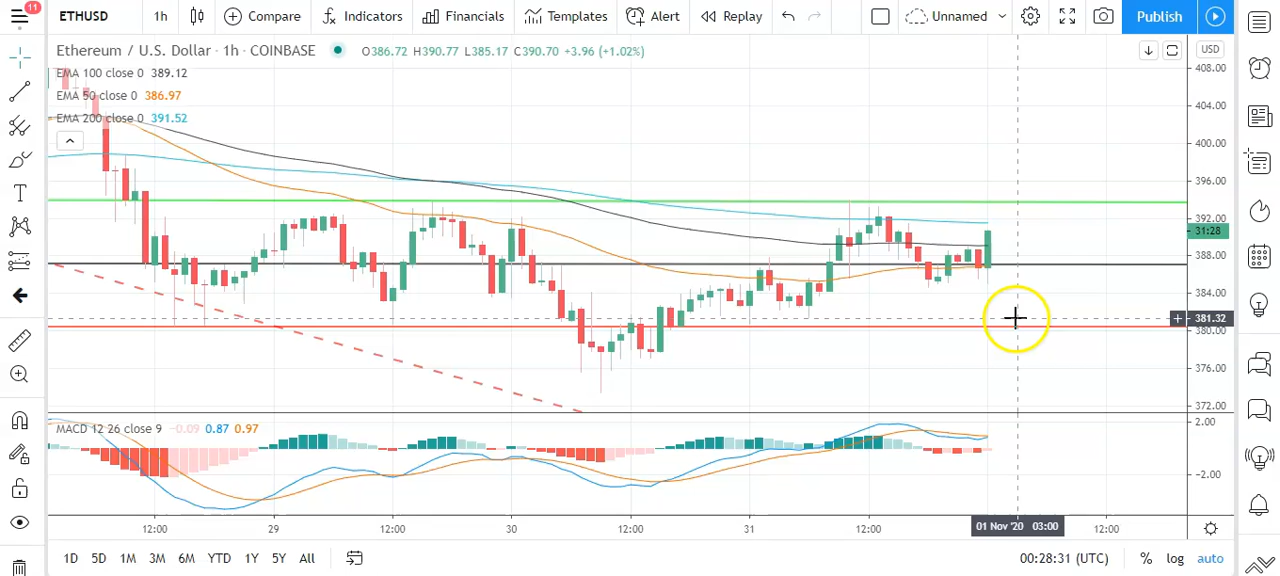 11
ETHUSD 1h Compare Indicators Financials Templates Alert Replay Unnamed Publish
Ethereum / U.S. Dollar · 1h · COINBASE O386.72 H390.77 L385.17 C390.70 +3.96 (+1.02%) USD
EMA 100 close 0 389.12
EMA 50 close 0 386.97
EMA 200 close 0 391.52
408.00
404.00
400.00
396.00
392.00
31:28
388.00
384.00
+ 381.32
380.00
376.00
372.00
MACD 12 26 close 9 -0.09 0.87 0.97
2.00
-2.00
12:00 29 12:00 30 12:00 31 12:00 01 Nov '20 03:00 12:00
1D 5D 1M 3M 6M YTD 1Y 5Y All 00:28:31 (UTC) % log auto